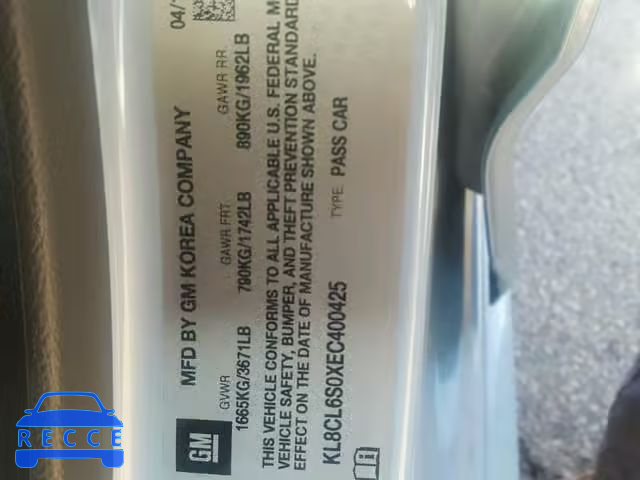 04/
MFD BY GM KOREA COMPANY
GM
GVWR GAWR FRT GAWR RR
1665KG/3671LB 790KG/1742LB 890KG/1962LB
THIS VEHICLE CONFORMS TO ALL APPLICABLE U.S. FEDERAL M
VEHICLE SAFETY, BUMPER, AND THEFT PREVENTION STANDARD
EFFECT ON THE DATE OF MANUFACTURE SHOWN ABOVE.
KL8CL6S0XEC400425 TYPE: PASS CAR
RECCE